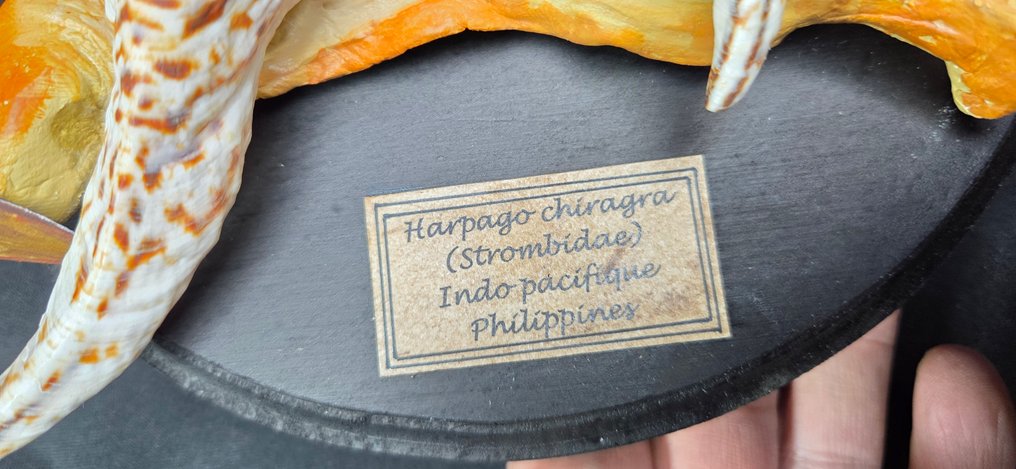 Harpago chiragra
(Strombidae)
Indo pacifique
Philippines